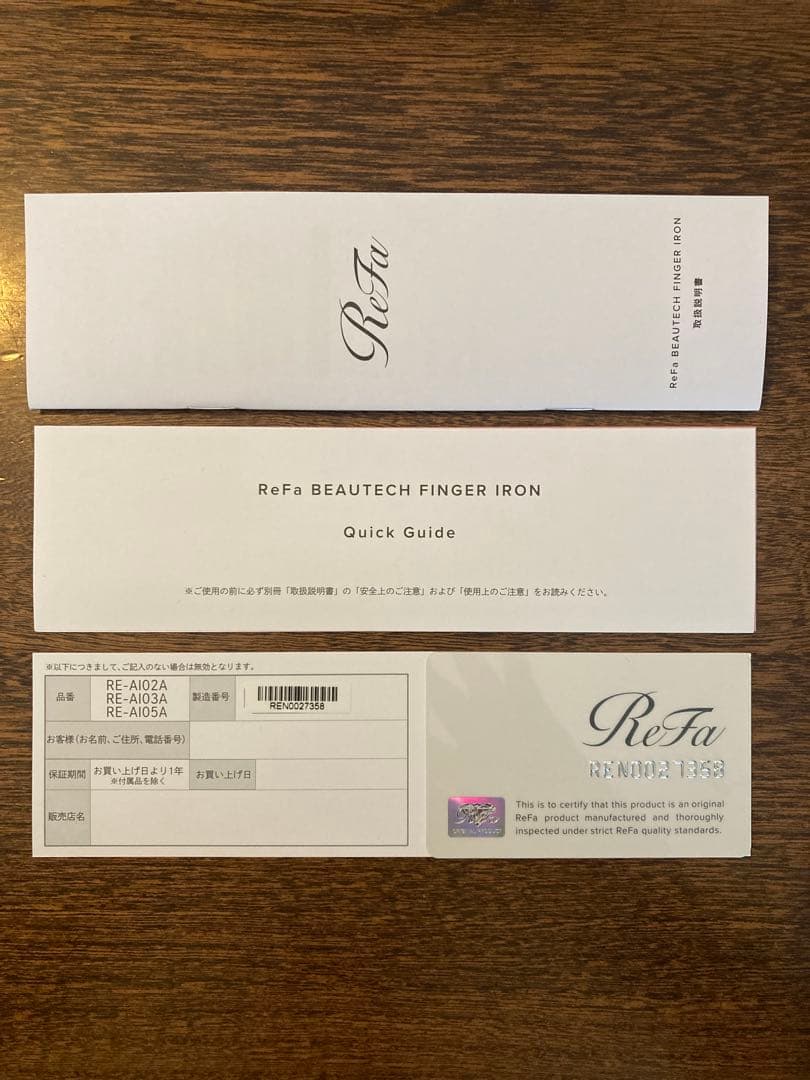 ReFa
ReFa BEAUTECH FINGER IRON
取扱説明書
ReFa BEAUTECH FINGER IRON
Quick Guide
※ご使用の前に必ず別冊「取扱説明書」の「安全上のご注意」および「使用上のご注意」をお読みください。
※以下につきまして、ご記入のない場合は無効となります。
品番
RE-AI02A
RE-AI03A
RE-AI05A
製造番号
REN0027358
お客様(お名前、ご住所、電話番号)
保証期間
お買い上げ日より1年
※付属品を除く
お買い上げ日
販売店名
ReFa
REN0027358
ReFa
ORIGINAL PRODUCT
This is to certify that this product is an original
ReFa product manufactured and thoroughly
inspected under strict ReFa quality standards.